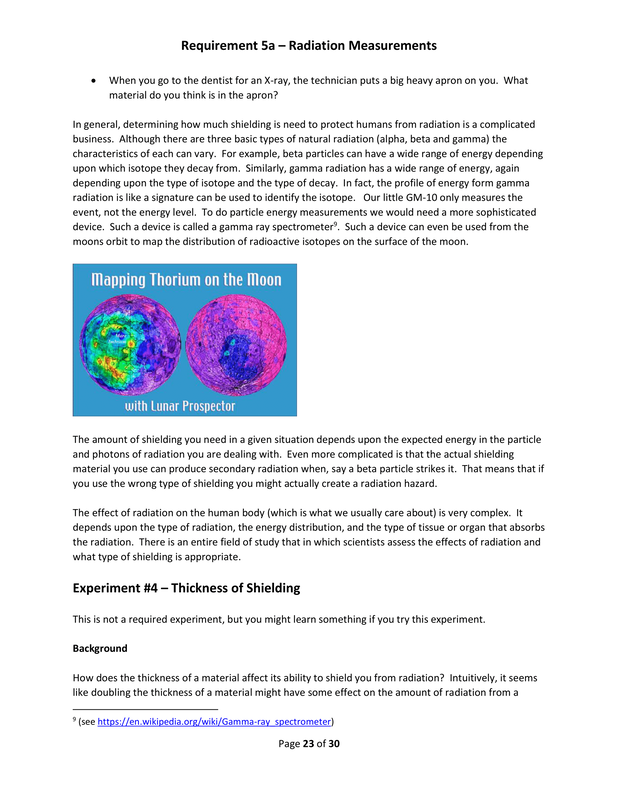 Requirement 5a – Radiation Measurements
• When you go to the dentist for an X-ray, the technician puts a big heavy apron on you.  What
material do you think is in the apron?
In general, determining how much shielding is need to protect humans from radiation is a complicated
business.  Although there are three basic types of natural radiation (alpha, beta and gamma) the
characteristics of each can vary.  For example, beta particles can have a wide range of energy depending
upon which isotope they decay from.  Similarly, gamma radiation has a wide range of energy, again
depending upon the type of isotope and the type of decay.  In fact, the profile of energy form gamma
radiation is like a signature can be used to identify the isotope.   Our little GM-10 only measures the
event, not the energy level.  To do particle energy measurements we would need a more sophisticated
device.  Such a device is called a gamma ray spectrometer⁹.  Such a device can even be used from the
moons orbit to map the distribution of radioactive isotopes on the surface of the moon.
Mapping Thorium on the Moon
with Lunar Prospector
The amount of shielding you need in a given situation depends upon the expected energy in the particle
and photons of radiation you are dealing with.  Even more complicated is that the actual shielding
material you use can produce secondary radiation when, say a beta particle strikes it.  That means that if
you use the wrong type of shielding you might actually create a radiation hazard.
The effect of radiation on the human body (which is what we usually care about) is very complex.  It
depends upon the type of radiation, the energy distribution, and the type of tissue or organ that absorbs
the radiation.  There is an entire field of study that in which scientists assess the effects of radiation and
what type of shielding is appropriate.
Experiment #4 – Thickness of Shielding
This is not a required experiment, but you might learn something if you try this experiment.
Background
How does the thickness of a material affect its ability to shield you from radiation?  Intuitively, it seems
like doubling the thickness of a material might have some effect on the amount of radiation from a
⁹ (see https://en.wikipedia.org/wiki/Gamma-ray_spectrometer)
Page 23 of 30